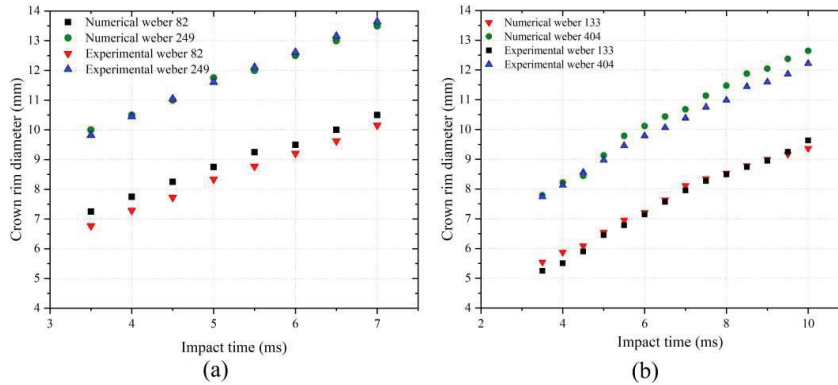 14
13
12
11
10
9
8
7
6
5
4
3
4
5
6
7
Crown rim diameter (mm)
Impact time (ms)
Numerical weber 82
Numerical weber 249
Experimental weber 82
Experimental weber 249
(a)
14
13
12
11
10
9
8
7
6
5
4
2
4
6
8
10
Crown rim diameter (mm)
Impact time (ms)
Numerical weber 133
Numerical weber 404
Experimental weber 133
Experimental weber 404
(b)